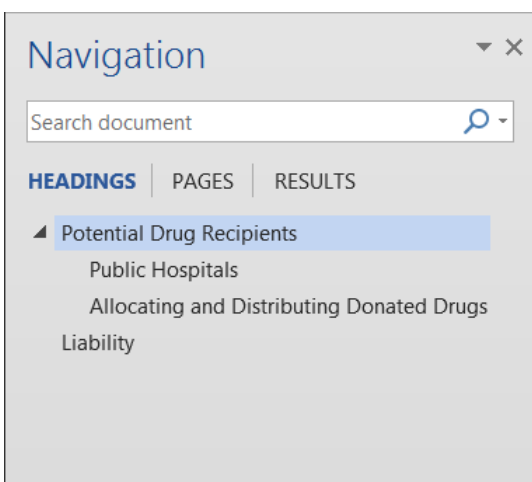 Navigation
Search document
HEADINGS PAGES RESULTS
Potential Drug Recipients
Public Hospitals
Allocating and Distributing Donated Drugs
Liability